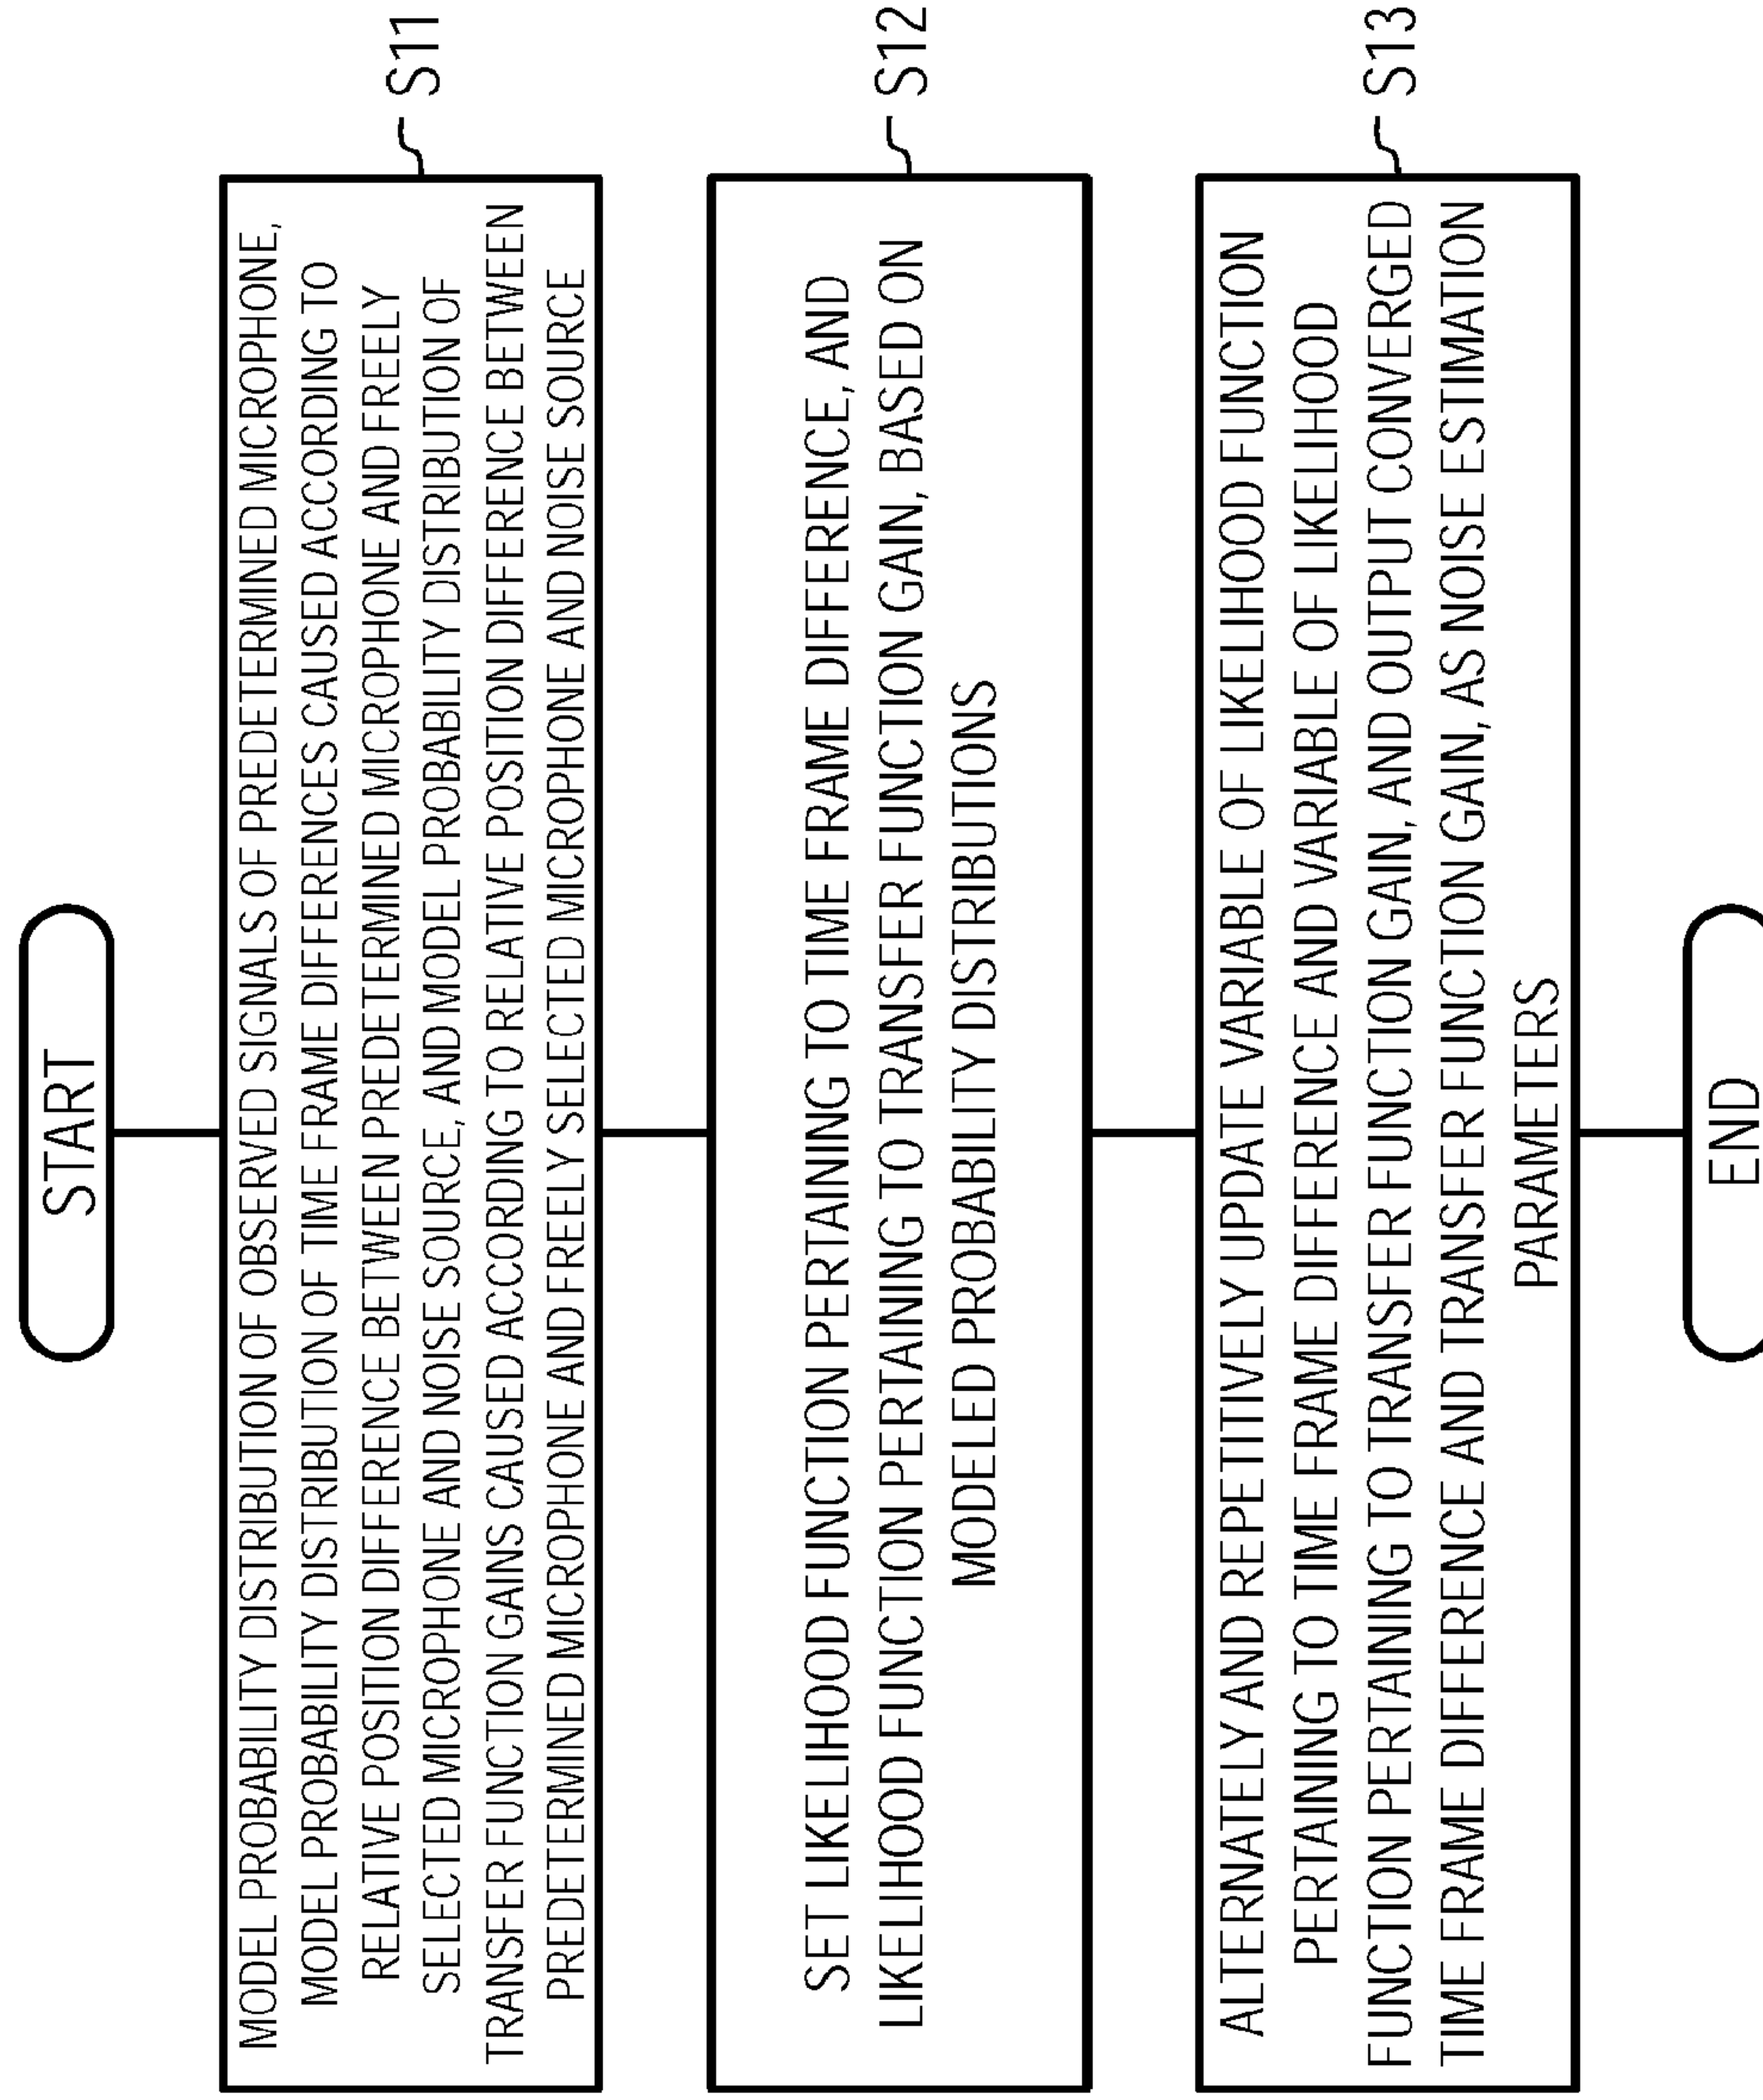 START
MODEL PROBABILITY DISTRIBUTION OF OBSERVED SIGNALS OF PREDETERMINED MICROPHONE,
MODEL PROBABILITY DISTRIBUTION OF TIME FRAME DIFFERENCES CAUSED ACCORDING TO
RELATIVE POSITION DIFFERENCE BETWEEN PREDETERMINED MICROPHONE AND FREELY
SELECTED MICROPHONE AND NOISE SOURCE, AND MODEL PROBABILITY DISTRIBUTION OF
TRANSFER FUNCTION GAINS CAUSED ACCORDING TO RELATIVE POSITION DIFFERENCE BETWEEN
PREDETERMINED MICROPHONE AND FREELY SELECTED MICROPHONE AND NOISE SOURCE
S11
SET LIKELIHOOD FUNCTION PERTAINING TO TIME FRAME DIFFERENCE, AND
LIKELIHOOD FUNCTION PERTAINING TO TRANSFER FUNCTION GAIN, BASED ON
MODELED PROBABILITY DISTRIBUTIONS
S12
ALTERNATELY AND REPETITIVELY UPDATE VARIABLE OF LIKELIHOOD FUNCTION
PERTAINING TO TIME FRAME DIFFERENCE AND VARIABLE OF LIKELIHOOD
FUNCTION PERTAINING TO TRANSFER FUNCTION GAIN, AND OUTPUT CONVERGED
TIME FRAME DIFFERENCE AND TRANSFER FUNCTION GAIN, AS NOISE ESTIMATION
PARAMETERS
S13
END